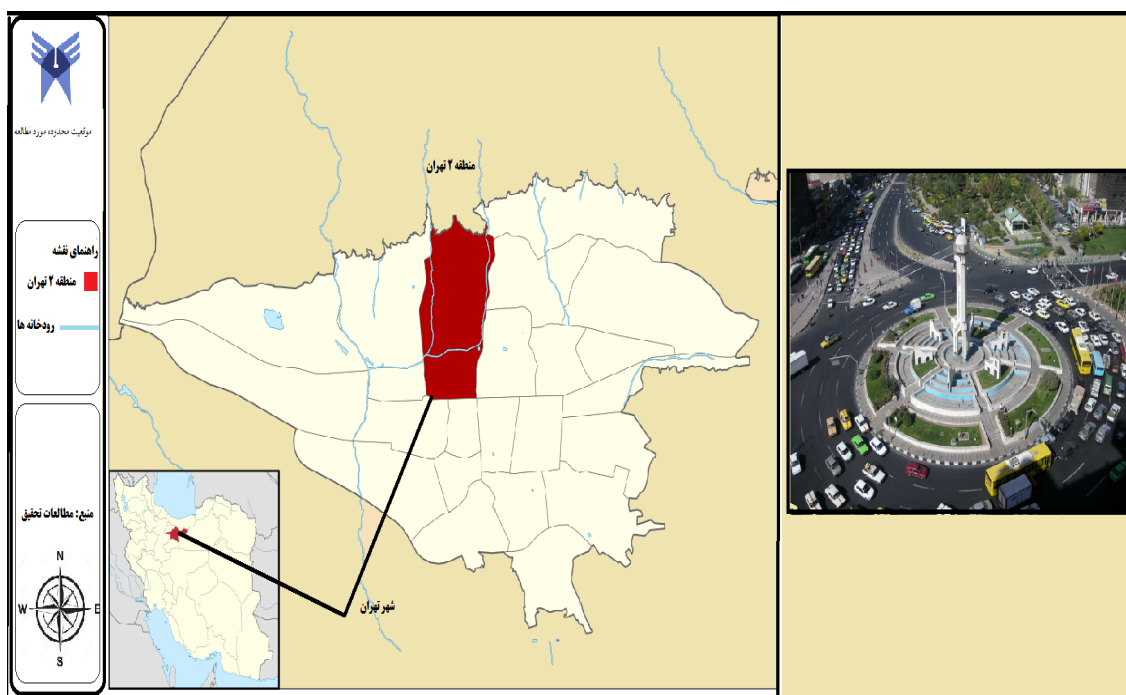 موقعیت محدوده مورد مطالعه
راهنمای نقشه
منطقه ۲ تهران
رودخانه ها
منبع: مطالعات تحقیق
N
W
E
S
منطقه ۲ تهران
شهر تهران